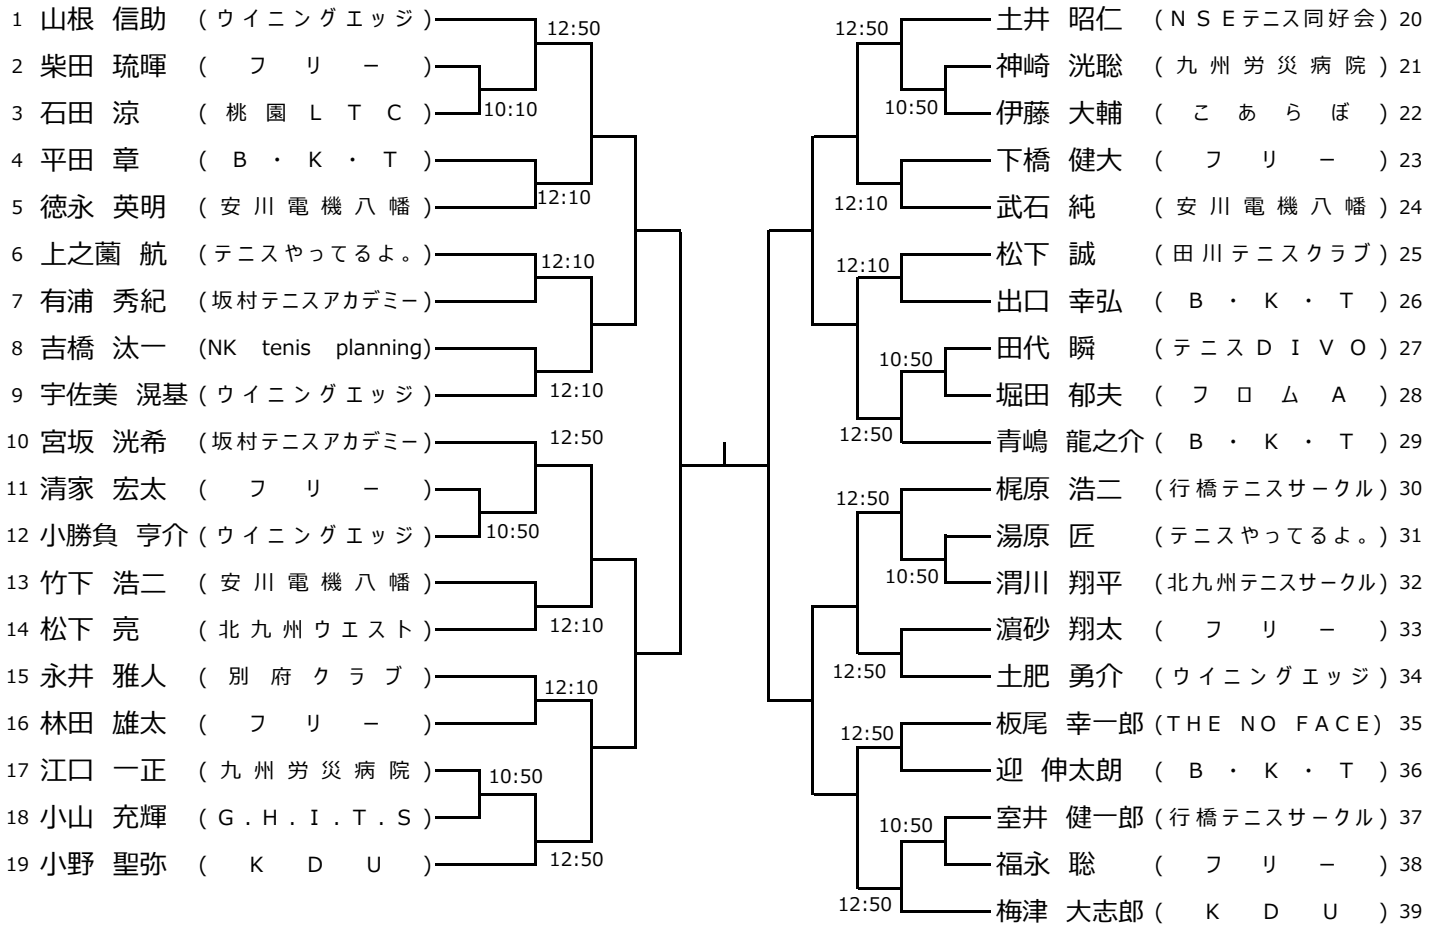 1 山根 信助 (ウイニングエッジ)
12:50
2 柴田 琉暉 (フリー)
10:10
3 石田 涼 (桃園LTC)
4 平田 章 (B・K・T)
12:10
5 徳永 英明 (安川電機八幡)
6 上之薗 航 (テニスやってるよ。)
12:10
7 有浦 秀紀 (坂村テニスアカデミー)
8 吉橋 汰一 (NK tenis planning)
12:10
9 宇佐美 滉基 (ウイニングエッジ)
10 宮坂 洸希 (坂村テニスアカデミー)
12:50
11 清家 宏太 (フリー)
10:50
12 小勝負 亨介 (ウイニングエッジ)
13 竹下 浩二 (安川電機八幡)
12:10
14 松下 亮 (北九州ウエスト)
15 永井 雅人 (別府クラブ)
12:10
16 林田 雄太 (フリー)
17 江口 一正 (九州労災病院)
10:50
18 小山 充輝 (G.H.I.T.S)
12:50
19 小野 聖弥 (KDU)
12:50
土井 昭仁 (NSEテニス同好会) 20
神崎 洸聡 (九州労災病院) 21
10:50
伊藤 大輔 (こあらぼ) 22
下橋 健大 (フリー) 23
12:10
武石 純 (安川電機八幡) 24
松下 誠 (田川テニスクラブ) 25
12:10
出口 幸弘 (B・K・T) 26
田代 瞬 (テニスDIVO) 27
10:50
堀田 郁夫 (フロムA) 28
12:50
青嶋 龍之介 (B・K・T) 29
梶原 浩二 (行橋テニスサークル) 30
12:50
湯原 匠 (テニスやってるよ。) 31
10:50
渭川 翔平 (北九州テニスサークル) 32
濵砂 翔太 (フリー) 33
12:50
土肥 勇介 (ウイニングエッジ) 34
板尾 幸一郎 (THE NO FACE) 35
12:50
迎 伸太朗 (B・K・T) 36
室井 健一郎 (行橋テニスサークル) 37
10:50
福永 聡 (フリー) 38
12:50
梅津 大志郎 (KDU) 39